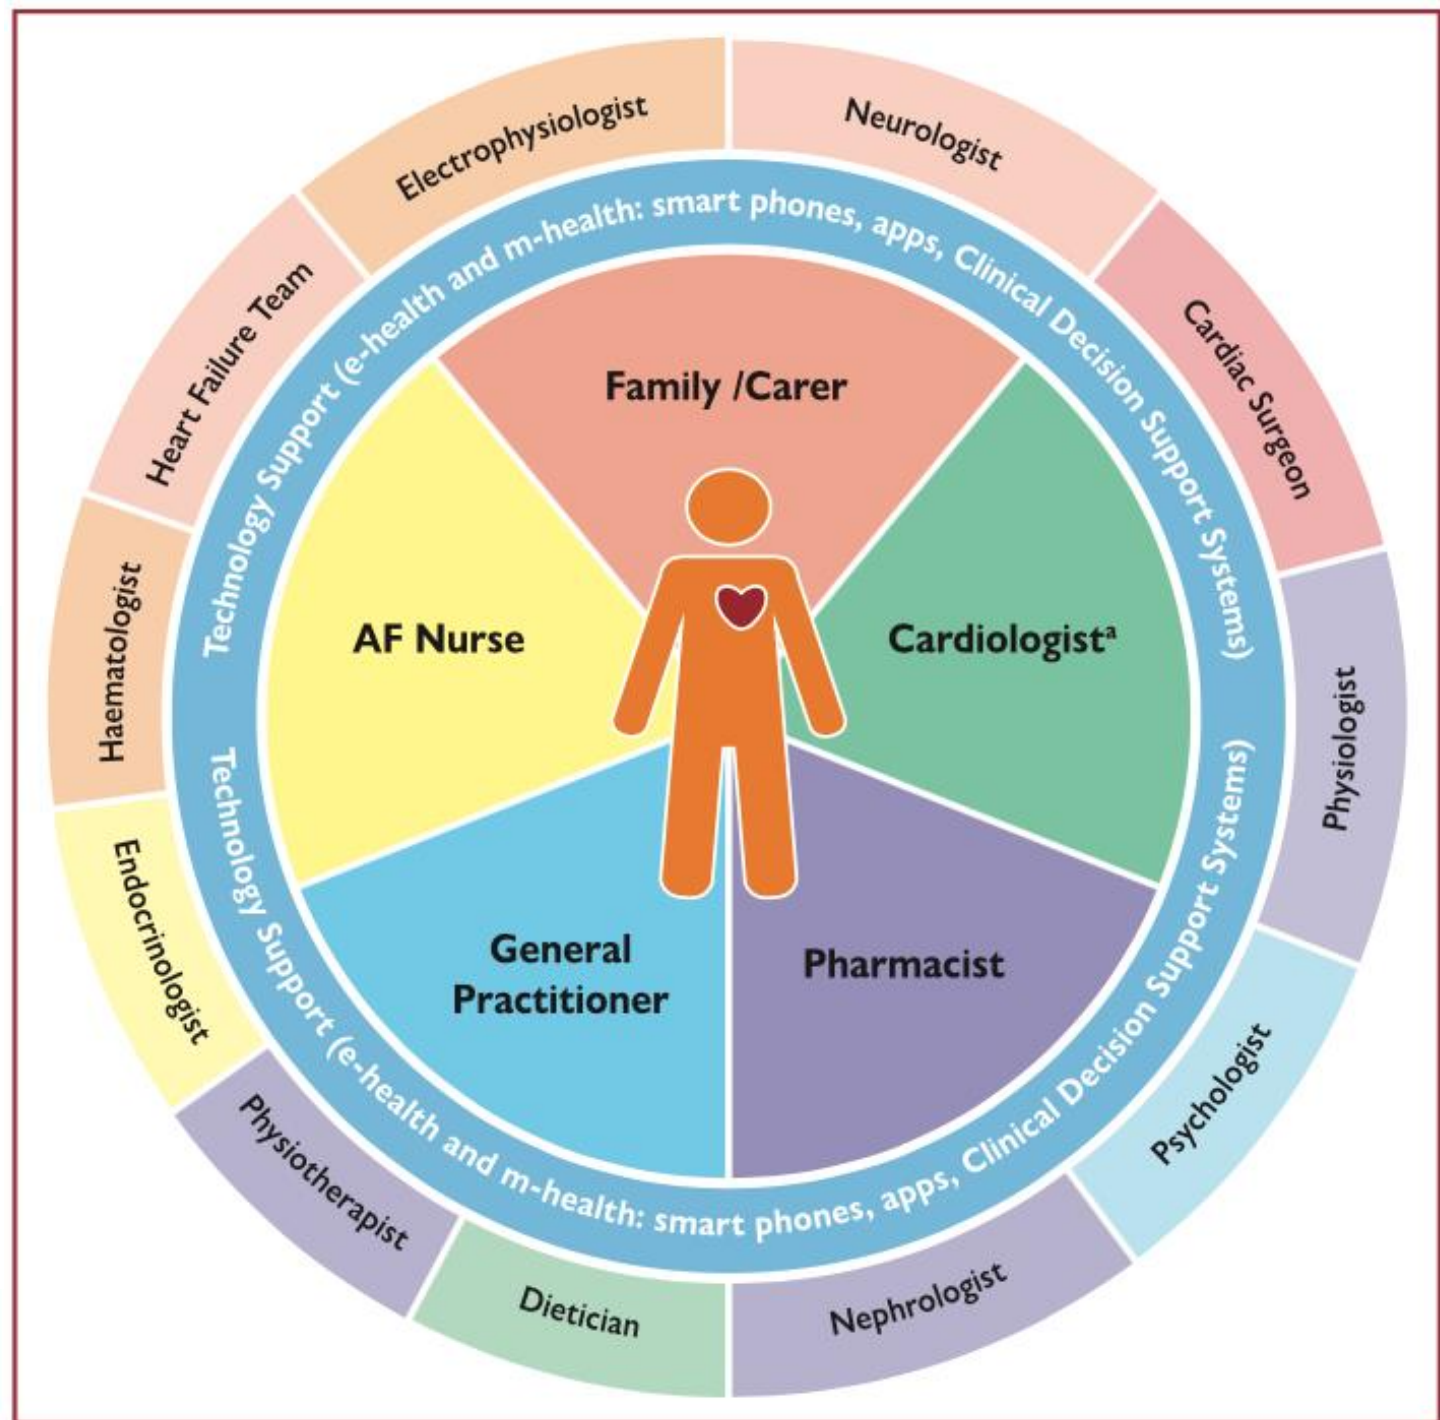 Electrophysiologist
Neurologist
Cardiac Surgeon
Physiologist
Psychologist
Nephrologist
Dietician
Physiotherapist
Endocrinologist
Haematologist
Heart Failure Team
Technology Support (e-health and m-health: smart phones, apps, Clinical Decision Support Systems)
Technology Support (e-health and m-health: smart phones, apps, Clinical Decision Support Systems)
Family /Carer
Cardiologistᵃ
Pharmacist
General
Practitioner
AF Nurse